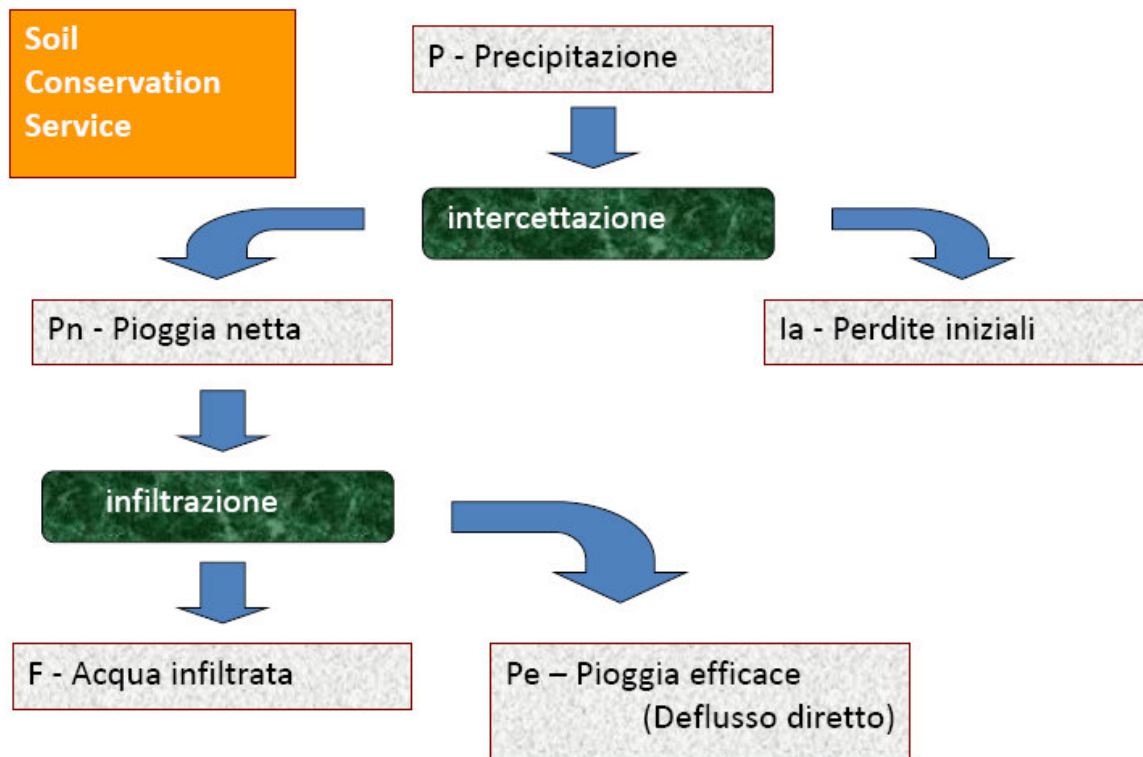 Soil
Conservation
Service
P - Precipitazione
intercettazione
Pn - Pioggia netta
Ia - Perdite iniziali
infiltrazione
F - Acqua infiltrata
Pe – Pioggia efficace
(Deflusso diretto)